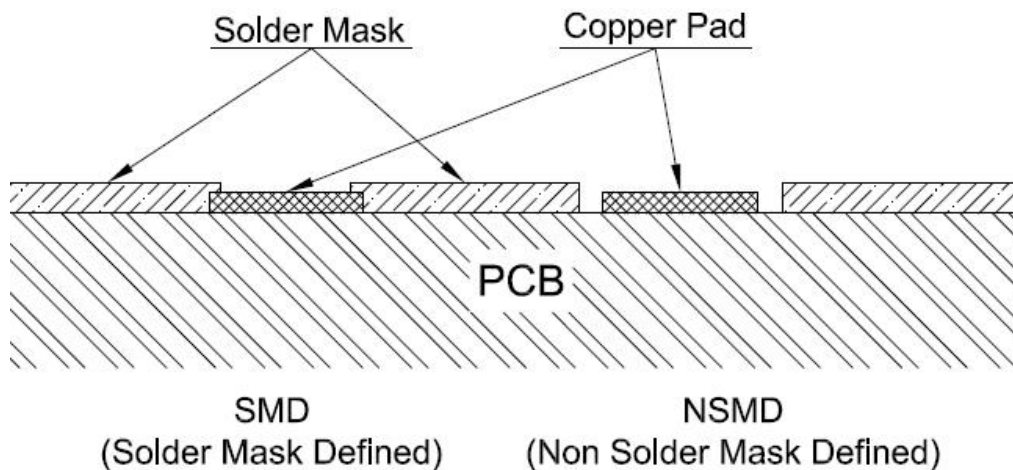 Solder Mask
Copper Pad
PCB
SMD
(Solder Mask Defined)
NSMD
(Non Solder Mask Defined)